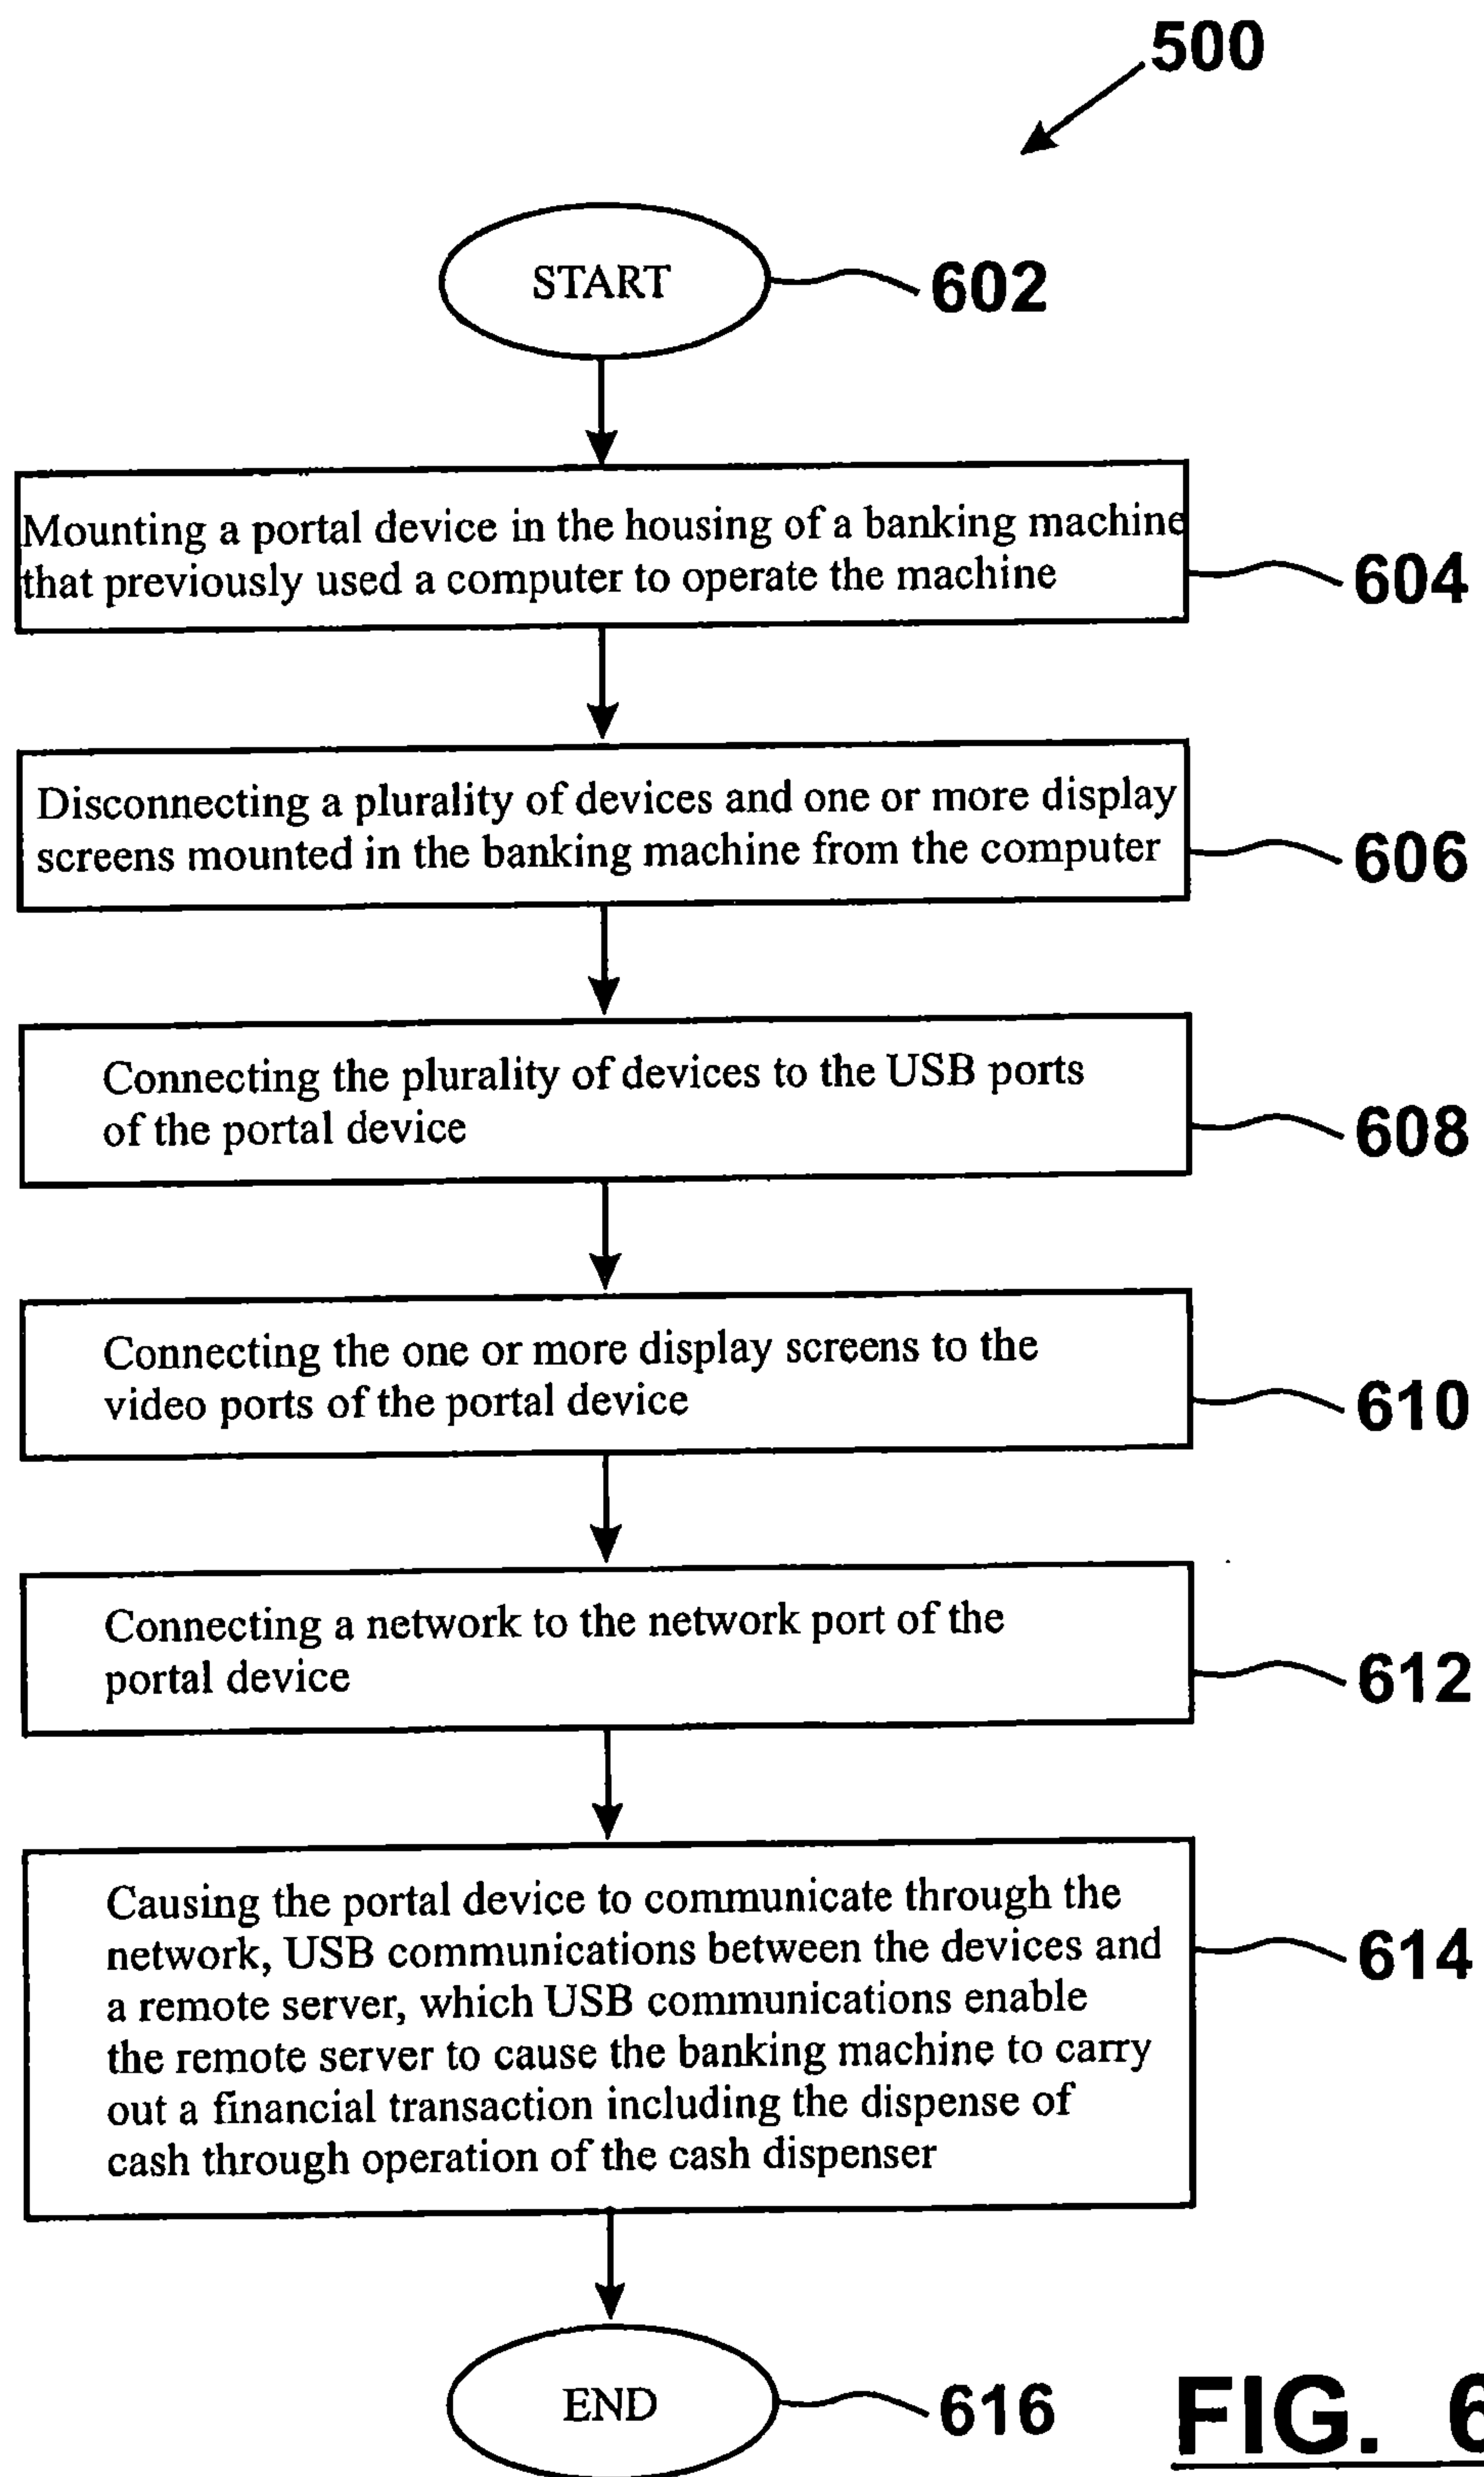 500
START
602
Mounting a portal device in the housing of a banking machine
that previously used a computer to operate the machine
604
Disconnecting a plurality of devices and one or more display
screens mounted in the banking machine from the computer
606
Connecting the plurality of devices to the USB ports
of the portal device
608
Connecting the one or more display screens to the
video ports of the portal device
610
Connecting a network to the network port of the
portal device
612
Causing the portal device to communicate through the
network, USB communications between the devices and
a remote server, which USB communications enable
the remote server to cause the banking machine to carry
out a financial transaction including the dispense of
cash through operation of the cash dispenser
614
END
616
FIG. 6